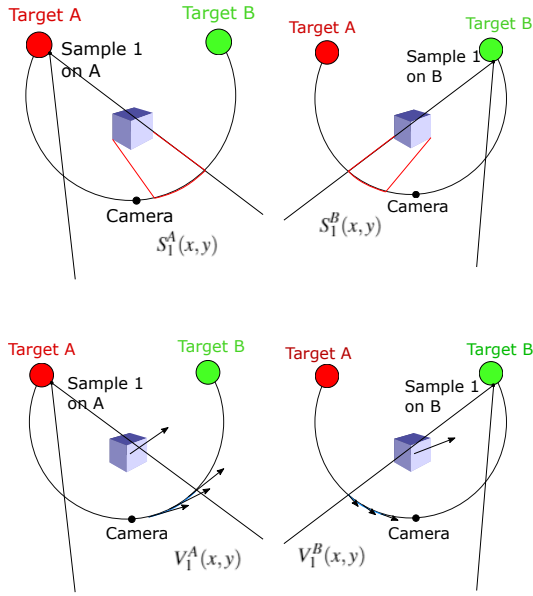 Target A
Target B
Sample 1
on A
Camera
S_1^A(x,y)
Target A
Target B
Sample 1
on B
Camera
S_1^B(x,y)
Target A
Target B
Sample 1
on A
Camera
V_1^A(x,y)
Target A
Target B
Sample 1
on B
Camera
V_1^B(x,y)